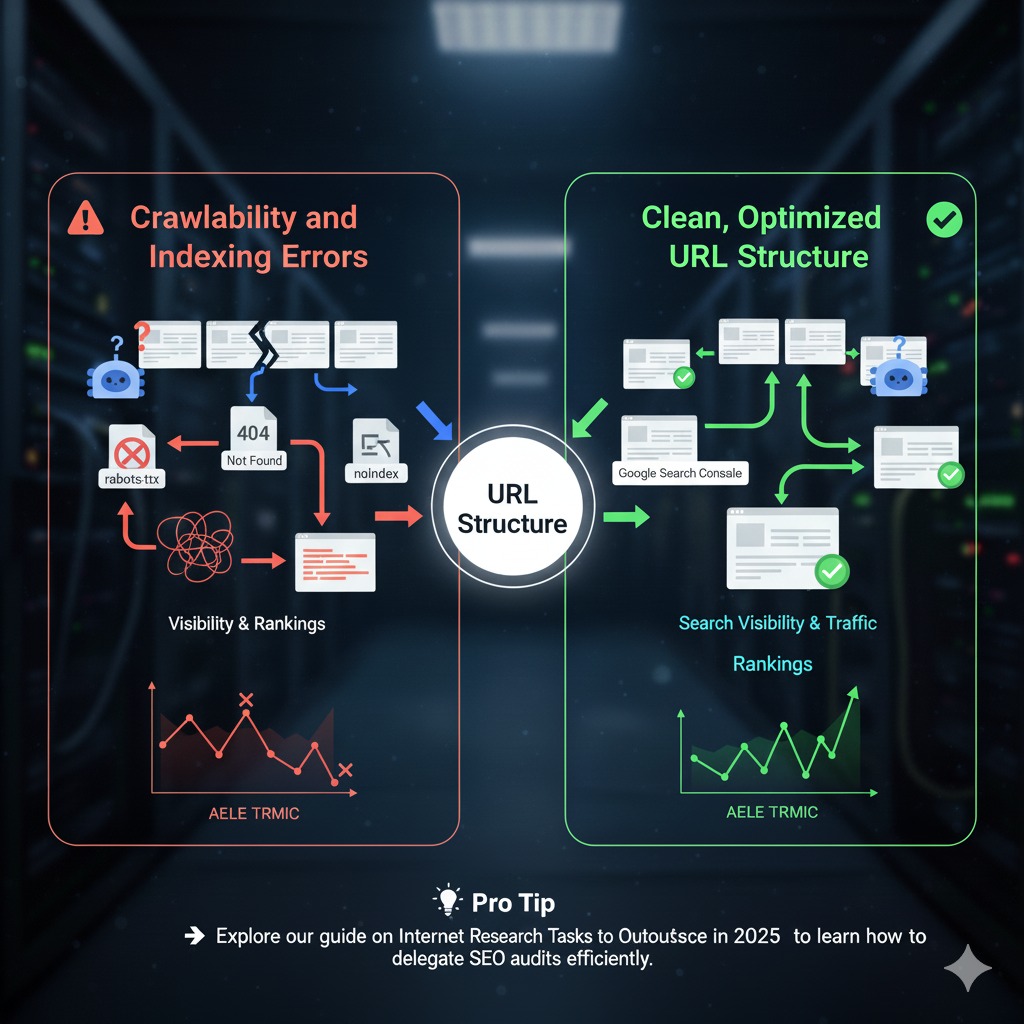 Crawlability and
Indexing Errors
404
Not Found
rabots·ttx
noindex
Visibility & Rankings
AELE TRMIC
URL
Structure
Clean, Optimized
URL Structure
Google Search Console
Search Visibility & Traffic
Rankings
AELE TRMIC
Pro Tip
→ Explore our guide on Internet Research Tasks to Outoutsce in 2025 to learn how to
delegate SEO audits efficiently.